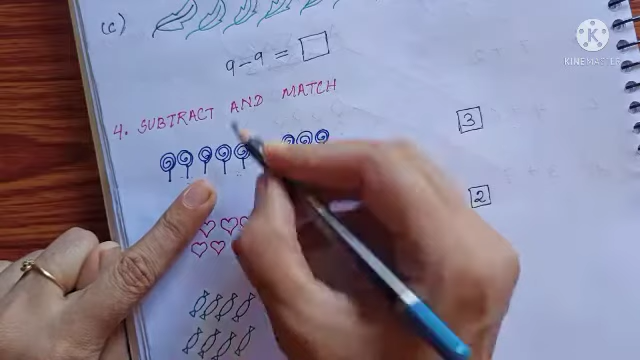 (c)
9-9 =
4. SUBTRACT AND MATCH
3
2
KINEMASTER